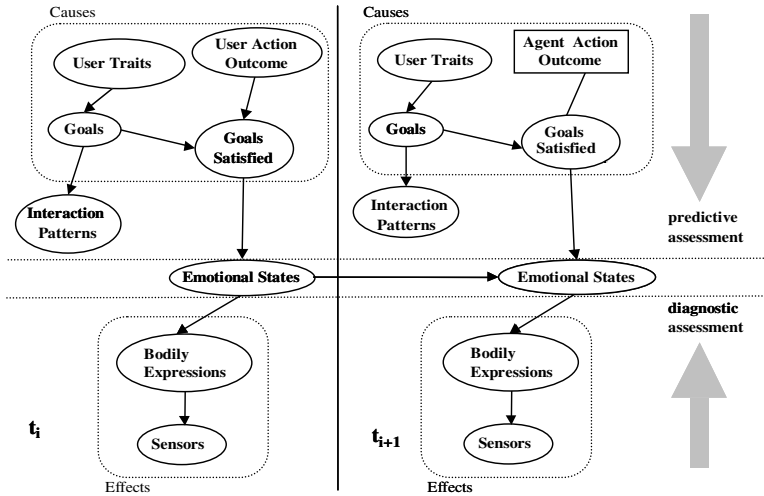 Causes
User Traits
User Action
Outcome
Goals
Goals
Satisfied
Interaction
Patterns
Emotional States
Bodily
Expressions
Sensors
t_i
Effects
Causes
User Traits
Agent Action
Outcome
Goals
Goals
Satisfied
Interaction
Patterns
Emotional States
Bodily
Expressions
Sensors
t_i+1
Effects
predictive
assessment
diagnostic
assessment